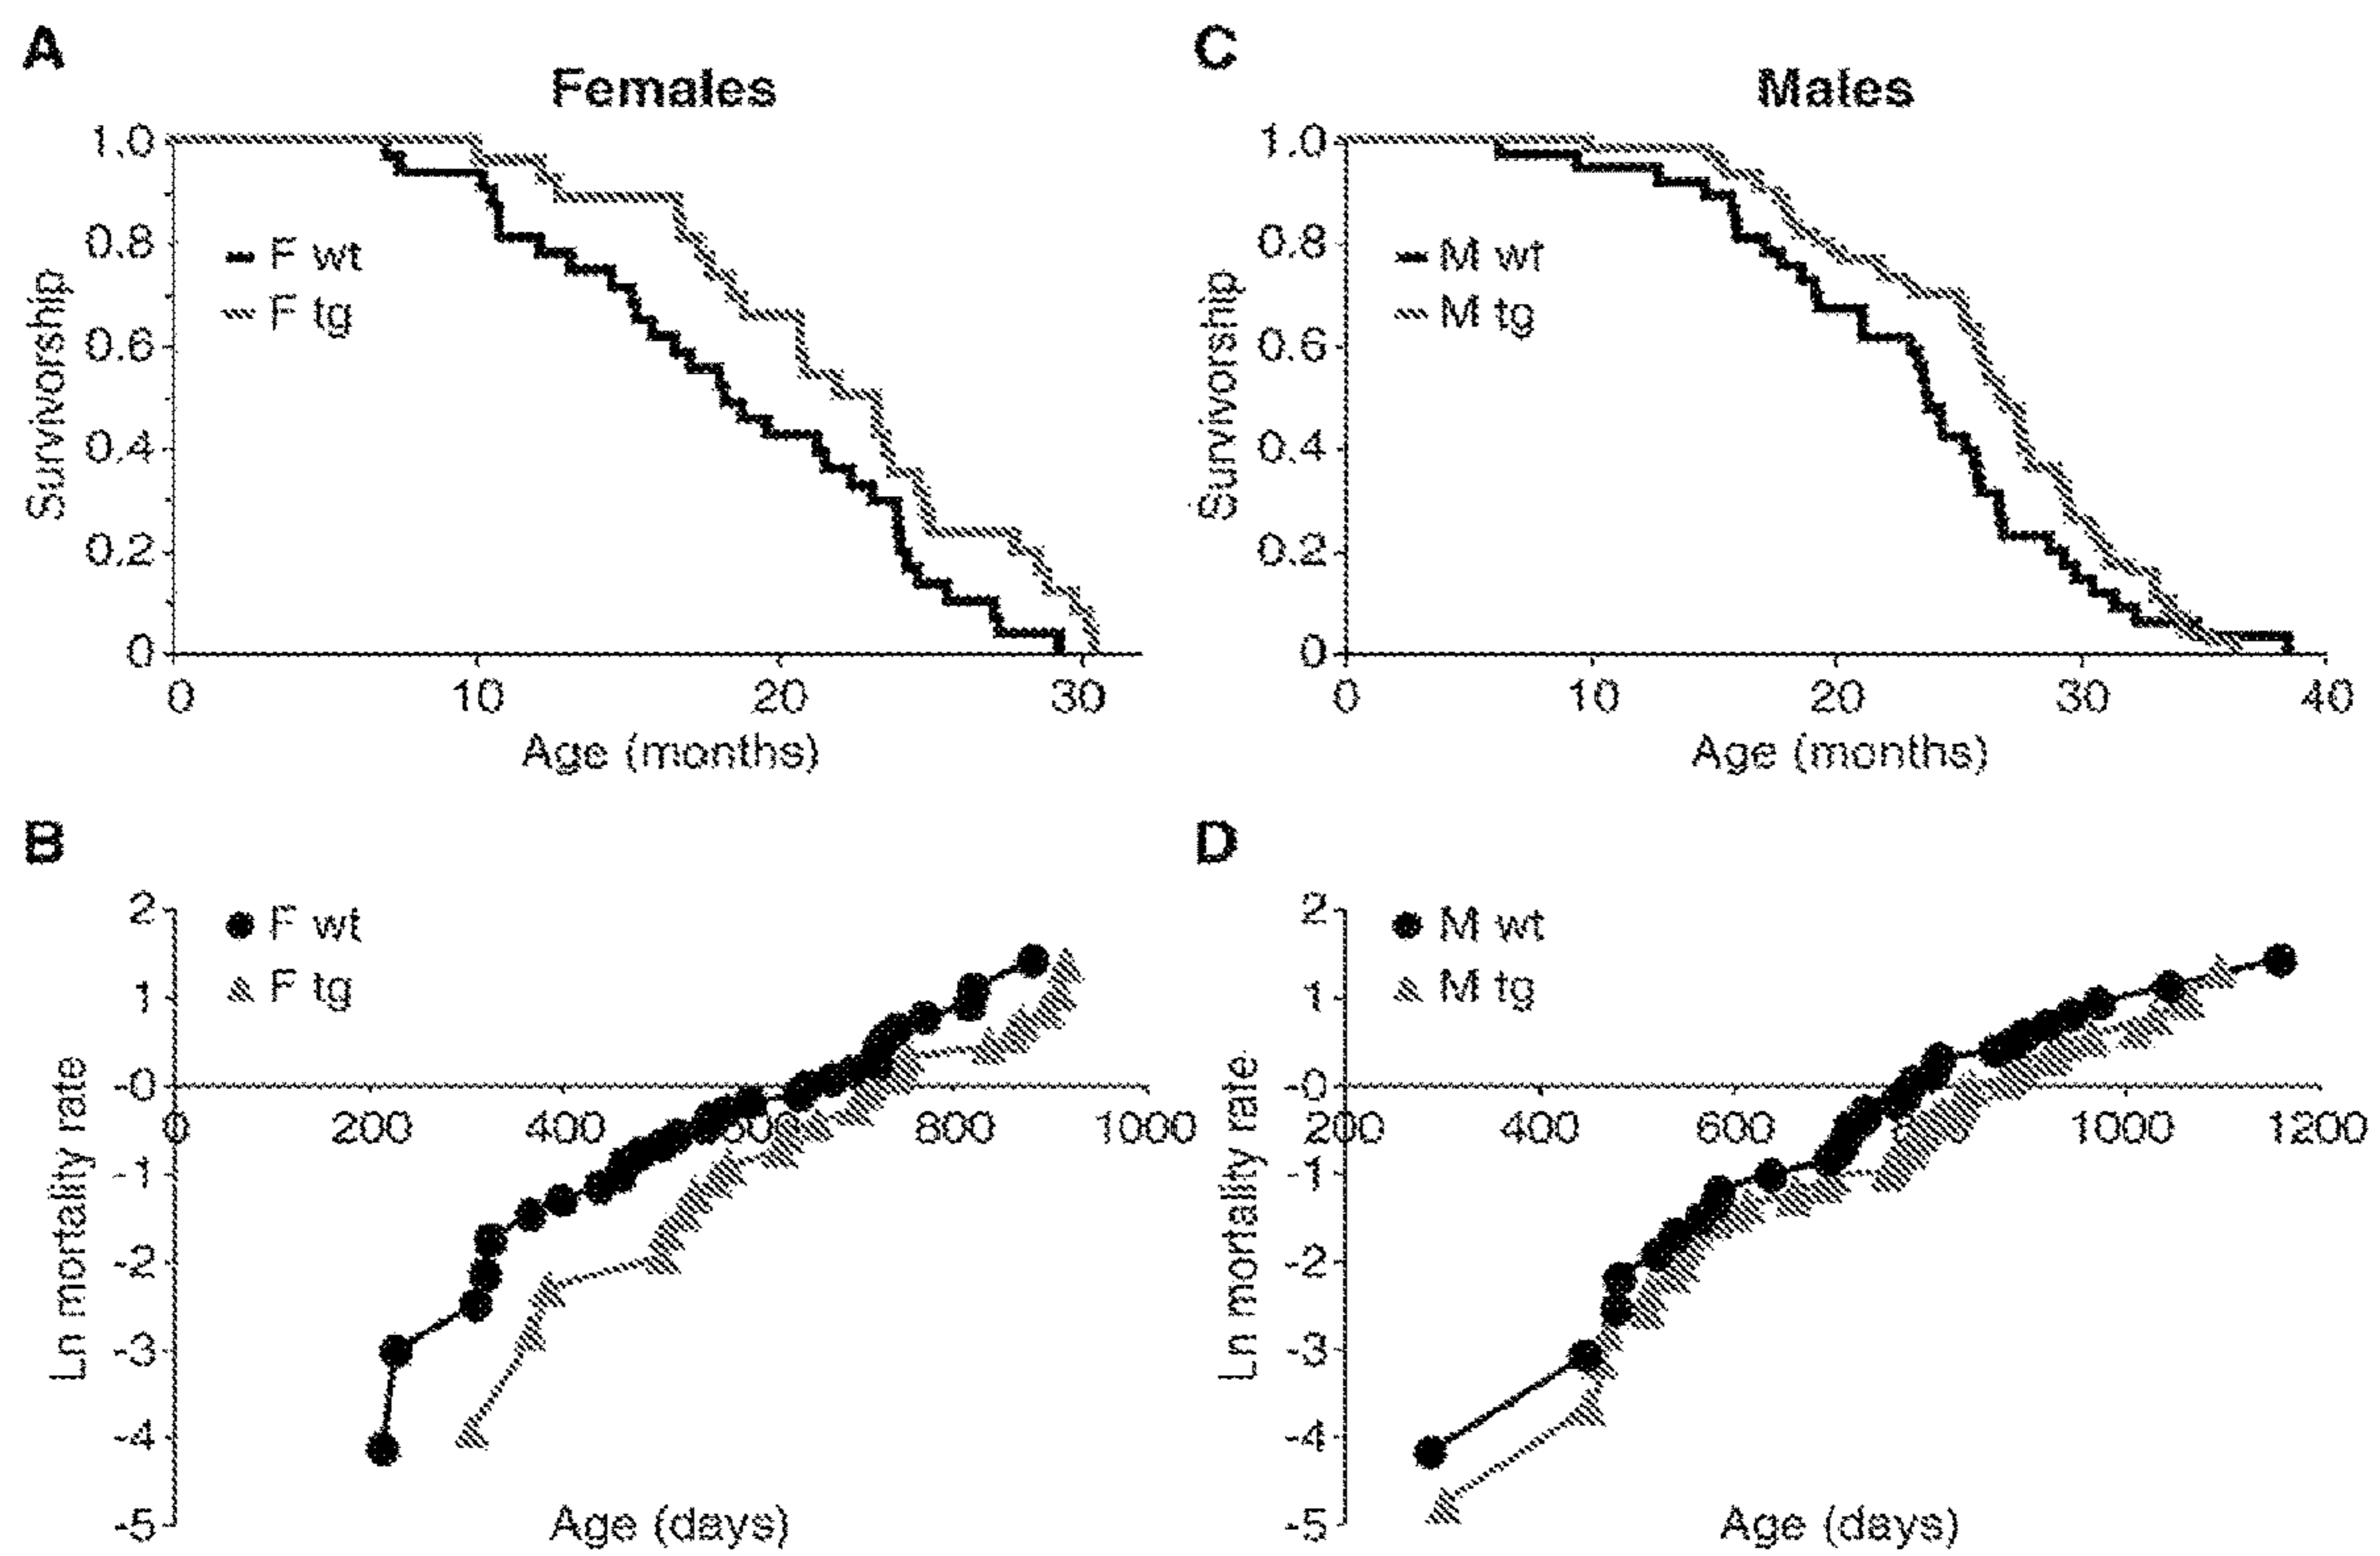 A
Females
1.0
0.8
0.6
0.4
0.2
0
F wt
F tg
Survivorship
0 10 20 30
Age (months)
C
Males
1.0
0.8
0.6
0.4
0.2
0
M wt
M tg
Survivorship
0 10 20 30 40
Age (months)
B
2
1
-0
-1
-2
-3
-4
-5
F wt
F tg
Ln mortality rate
0 200 400 600 800 1000
Age (days)
D
2
1
-0
-1
-2
-3
-4
-5
M wt
M tg
Ln mortality rate
200 400 600 1000 1200
Age (days)